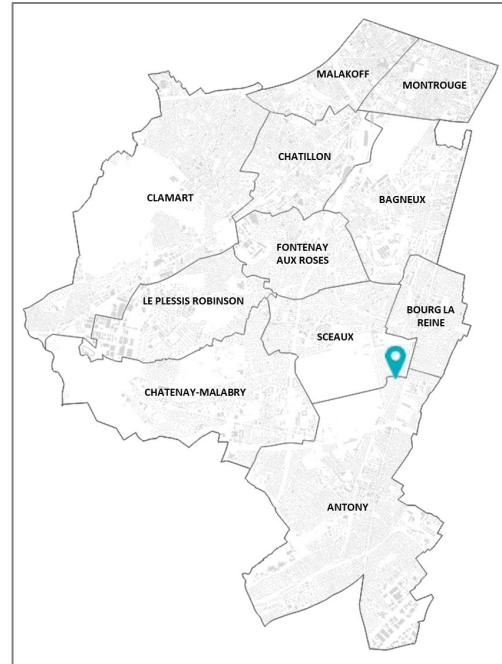 MALAKOFF
MONTROUGE
CHATILLON
CLAMART
BAGNEUX
FONTENAY
AUX ROSES
LE PLESSIS ROBINSON
BOURG LA
REINE
SCEAUX
CHATENAY-MALABRY
ANTONY